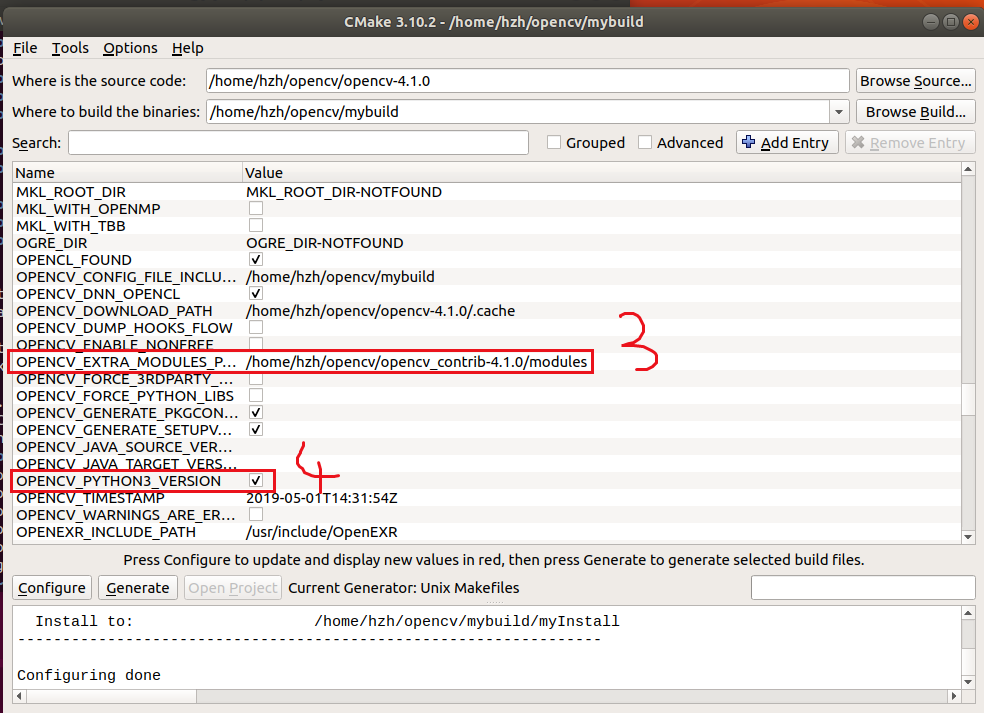 CMake 3.10.2 - /home/hzh/opencv/mybuild
File Tools Options Help
Where is the source code: /home/hzh/opencv/opencv-4.1.0 Browse Source...
Where to build the binaries: /home/hzh/opencv/mybuild Browse Build...
Search: Grouped Advanced Add Entry Remove Entry
Name Value
MKL_ROOT_DIR MKL_ROOT_DIR-NOTFOUND
MKL_WITH_OPENMP
MKL_WITH_TBB
OGRE_DIR OGRE_DIR-NOTFOUND
OPENCL_FOUND
OPENCV_CONFIG_FILE_INCLU... /home/hzh/opencv/mybuild
OPENCV_DNN_OPENCL
OPENCV_DOWNLOAD_PATH /home/hzh/opencv/opencv-4.1.0/.cache
OPENCV_DUMP_HOOKS_FLOW
OPENCV_ENABLE_NONFREE
OPENCV_EXTRA_MODULES_P... /home/hzh/opencv/opencv_contrib-4.1.0/modules 3
OPENCV_FORCE_3RDPARTY_...
OPENCV_FORCE_PYTHON_LIBS
OPENCV_GENERATE_PKGCON...
OPENCV_GENERATE_SETUPV...
OPENCV_JAVA_SOURCE_VER...
OPENCV_JAVA_TARGET_VERS...
OPENCV_PYTHON3_VERSION 4
OPENCV_TIMESTAMP 2019-05-01T14:31:54Z
OPENCV_WARNINGS_ARE_ER...
OPENEXR_INCLUDE_PATH /usr/include/OpenEXR
Press Configure to update and display new values in red, then press Generate to generate selected build files.
Configure Generate Open Project Current Generator: Unix Makefiles
Install to: /home/hzh/opencv/mybuild/myInstall
-----------------------------------------------------------------
Configuring done